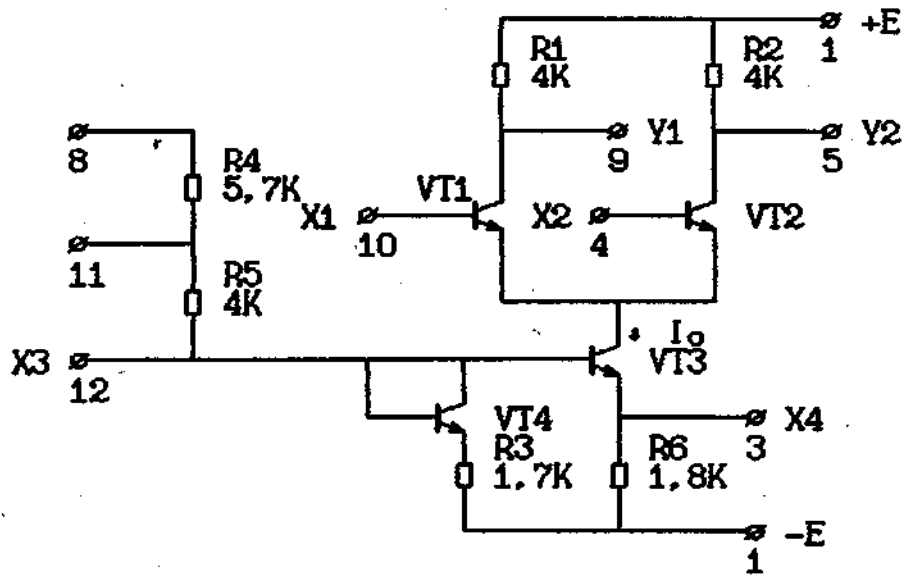 +E
1
R1
4K
R2
4K
8
Y1
9
Y2
5
R4
5,7K
VT1
X1
10
X2
4
VT2
11
R5
4K
Io
VT3
X3
12
VT4
X4
3
R3
1,7K
R6
1,8K
-E
1